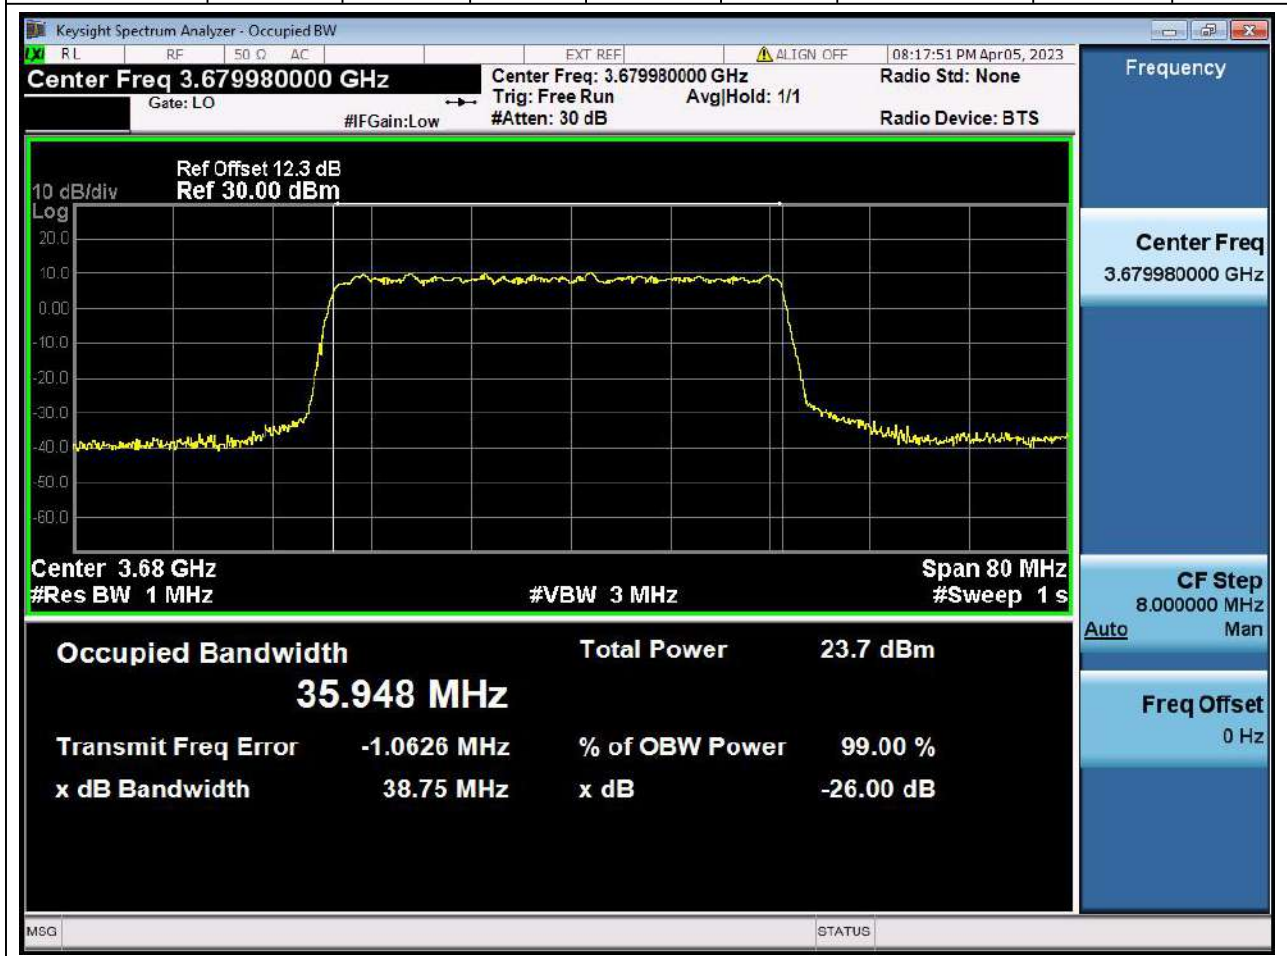 Keysight Spectrum Analyzer - Occupied BW
LXI RL RF 50 Ω AC EXT REF ALIGN OFF 08:17:51 PM Apr 05, 2023
Center Freq 3.679980000 GHz
Gate: LO
#IFGain:Low
Center Freq: 3.679980000 GHz
Trig: Free Run Avg|Hold: 1/1
#Atten: 30 dB
Radio Std: None
Radio Device: BTS
Ref Offset 12.3 dB
10 dB/div Ref 30.00 dBm
Log
20.0
10.0
0.00
-10.0
-20.0
-30.0
-40.0
-50.0
-60.0
Center 3.68 GHz Span 80 MHz
#Res BW 1 MHz #VBW 3 MHz #Sweep 1 s
Occupied Bandwidth Total Power 23.7 dBm
35.948 MHz
Transmit Freq Error -1.0626 MHz % of OBW Power 99.00 %
x dB Bandwidth 38.75 MHz x dB -26.00 dB
Frequency
Center Freq
3.679980000 GHz
CF Step
8.000000 MHz
Auto Man
Freq Offset
0 Hz
MSG STATUS